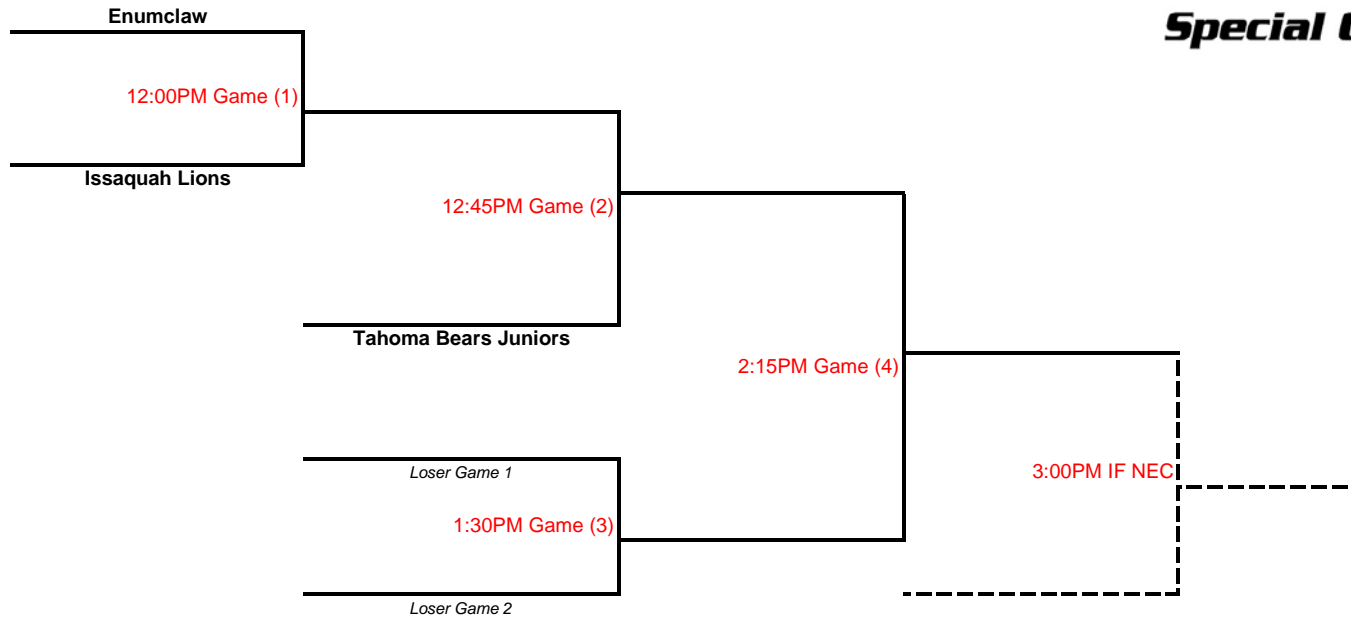 Enumclaw
Special
12:00PM Game (1)
Issaquah Lions
12:45PM Game (2)
Tahoma Bears Juniors
2:15PM Game (4)
Loser Game 1
3:00PM IF NEC
1:30PM Game (3)
Loser Game 2